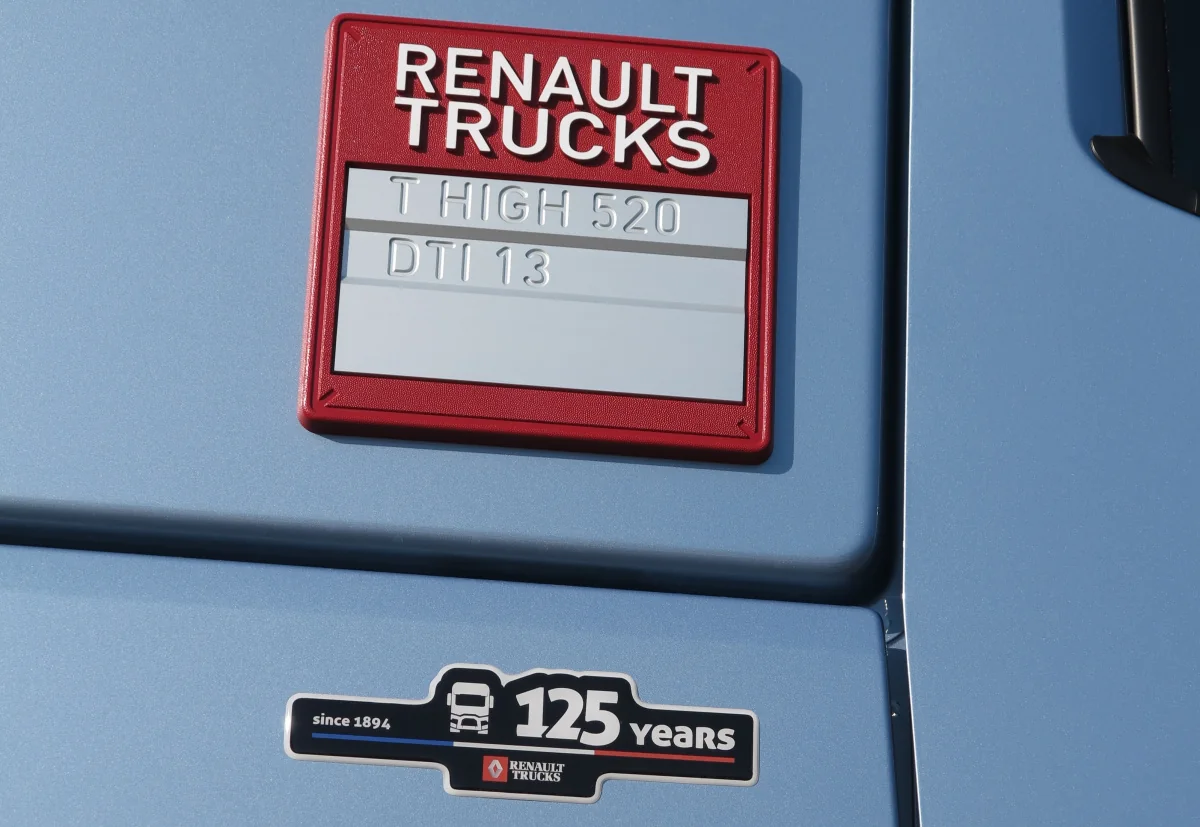 RENAULT
TRUCKS
T HIGH 520
DTI 13
since 1894
125 YeaRS
RENAULT
TRUCKS